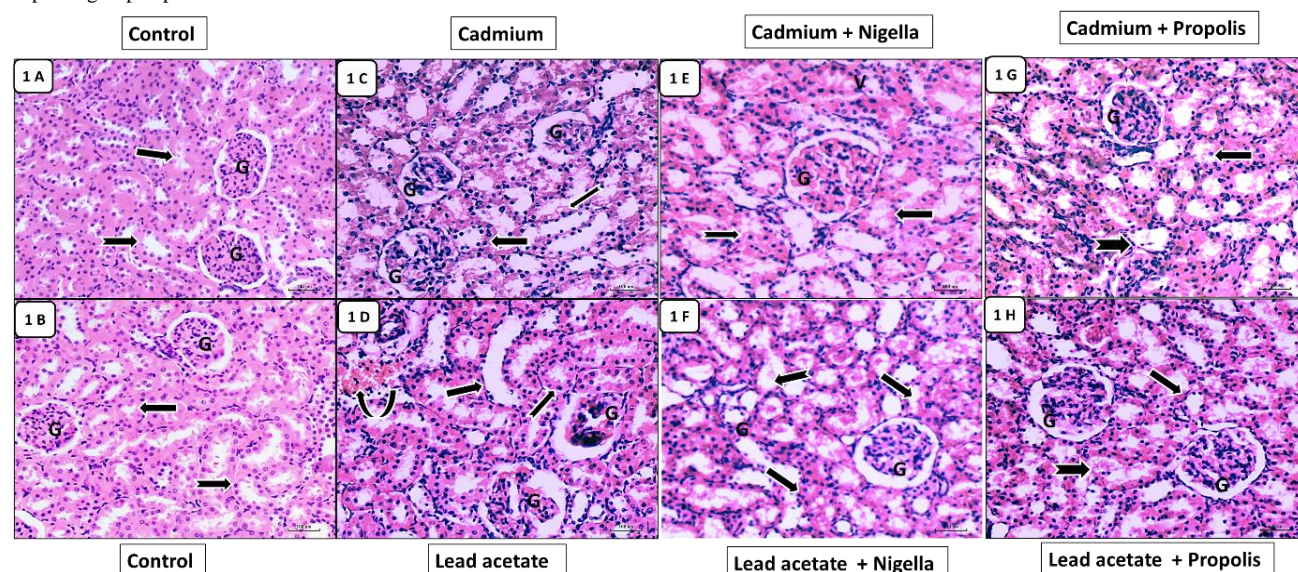 Control
Cadmium
Cadmium + Nigella
Cadmium + Propolis
1 A
1 C
1 E
1 G
V
G
G
G
G
G
G
G
1 B
1 D
1 F
1 H
G
G
G
G
G
G
G
G
Control
Lead acetate
Lead acetate + Nigella
Lead acetate + Propolis